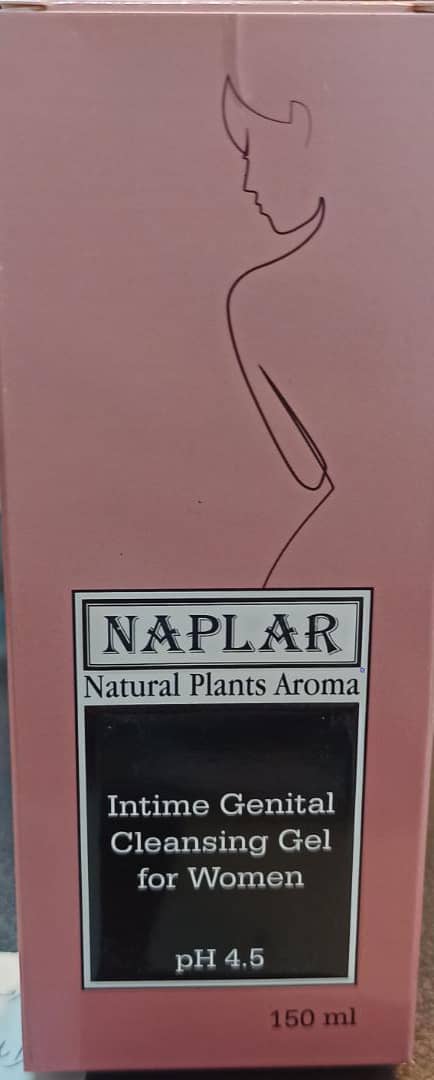 NAPLAR
Natural Plants Aroma
Intime Genital
Cleansing Gel
for Women
pH 4.5
150 ml